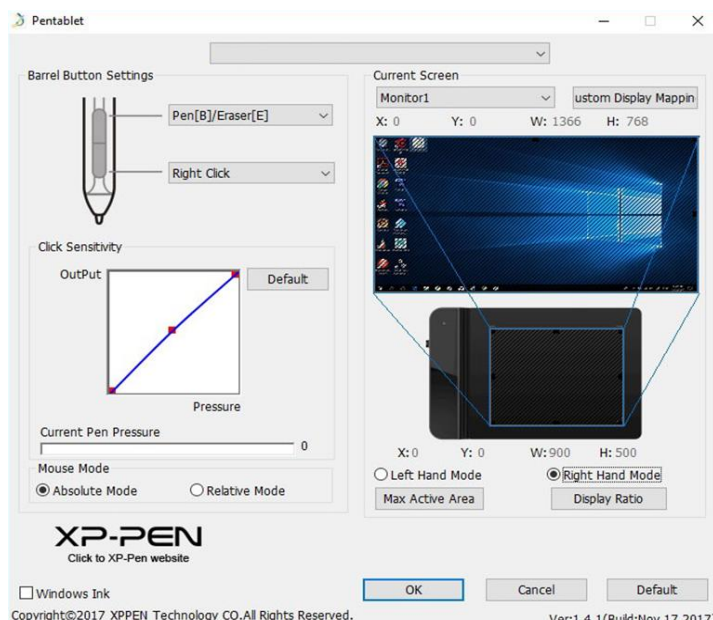 Pentablet
Barrel Button Settings
Pen[B]/Eraser[E]
Right Click
Click Sensitivity
OutPut
Default
Pressure
Current Pen Pressure
0
Mouse Mode
Absolute Mode
Relative Mode
XP-PEN
Click to XP-Pen website
Windows Ink
Copyright©2017 XPPEN Technology CO.All Rights Reserved.
Current Screen
Monitor1
ustom Display Mappin
X: 0 Y: 0 W: 1366 H: 768
X: 0 Y: 0 W: 900 H: 500
Left Hand Mode
Right Hand Mode
Max Active Area
Display Ratio
OK
Cancel
Default
Ver:1.4.1(Build:Nov 17 2017)